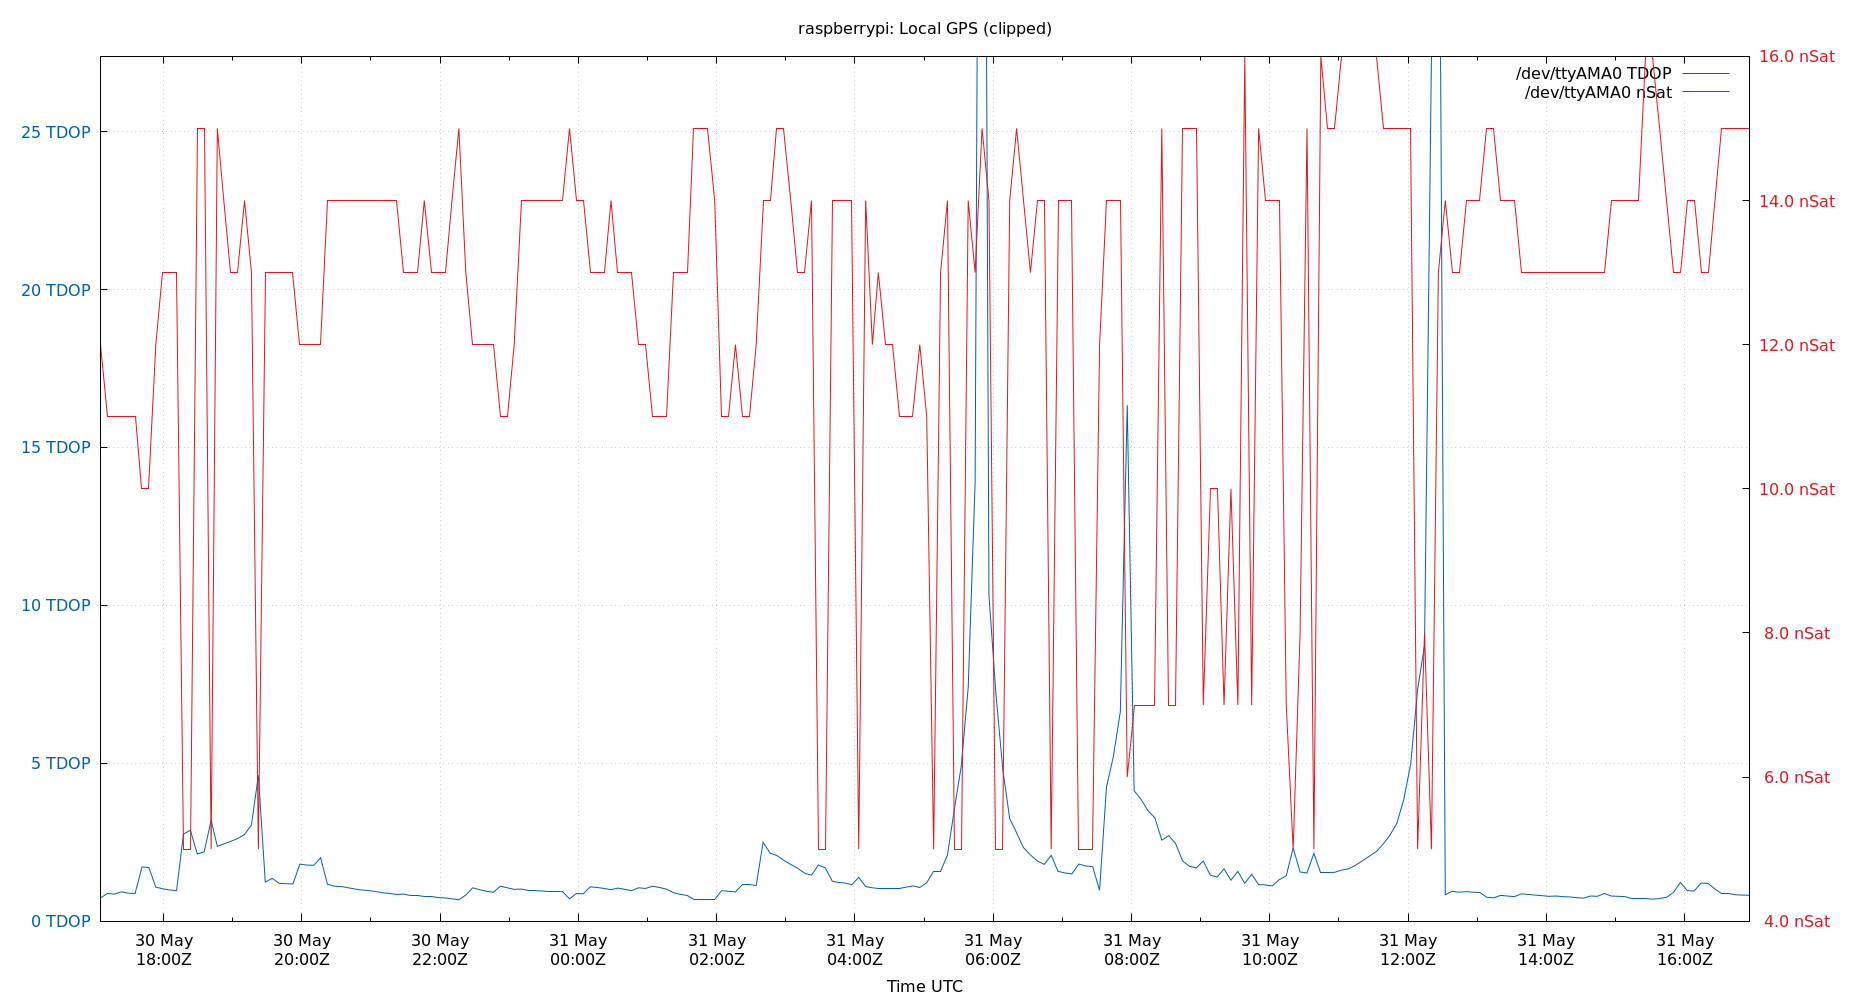 raspberrypi: Local GPS (clipped)
16.0 nSat
/dev/ttyAMA0 TDOP
/dev/ttyAMA0 nSat
25 TDOP
14.0 nSat
20 TDOP
12.0 nSat
15 TDOP
10.0 nSat
10 TDOP
8.0 nSat
5 TDOP
6.0 nSat
0 TDOP
4.0 nSat
30 May 30 May 30 May 31 May 31 May 31 May 31 May 31 May 31 May 31 May 31 May 31 May
18:00Z 20:00Z 22:00Z 00:00Z 02:00Z 04:00Z 06:00Z 08:00Z 10:00Z 12:00Z 14:00Z 16:00Z
Time UTC